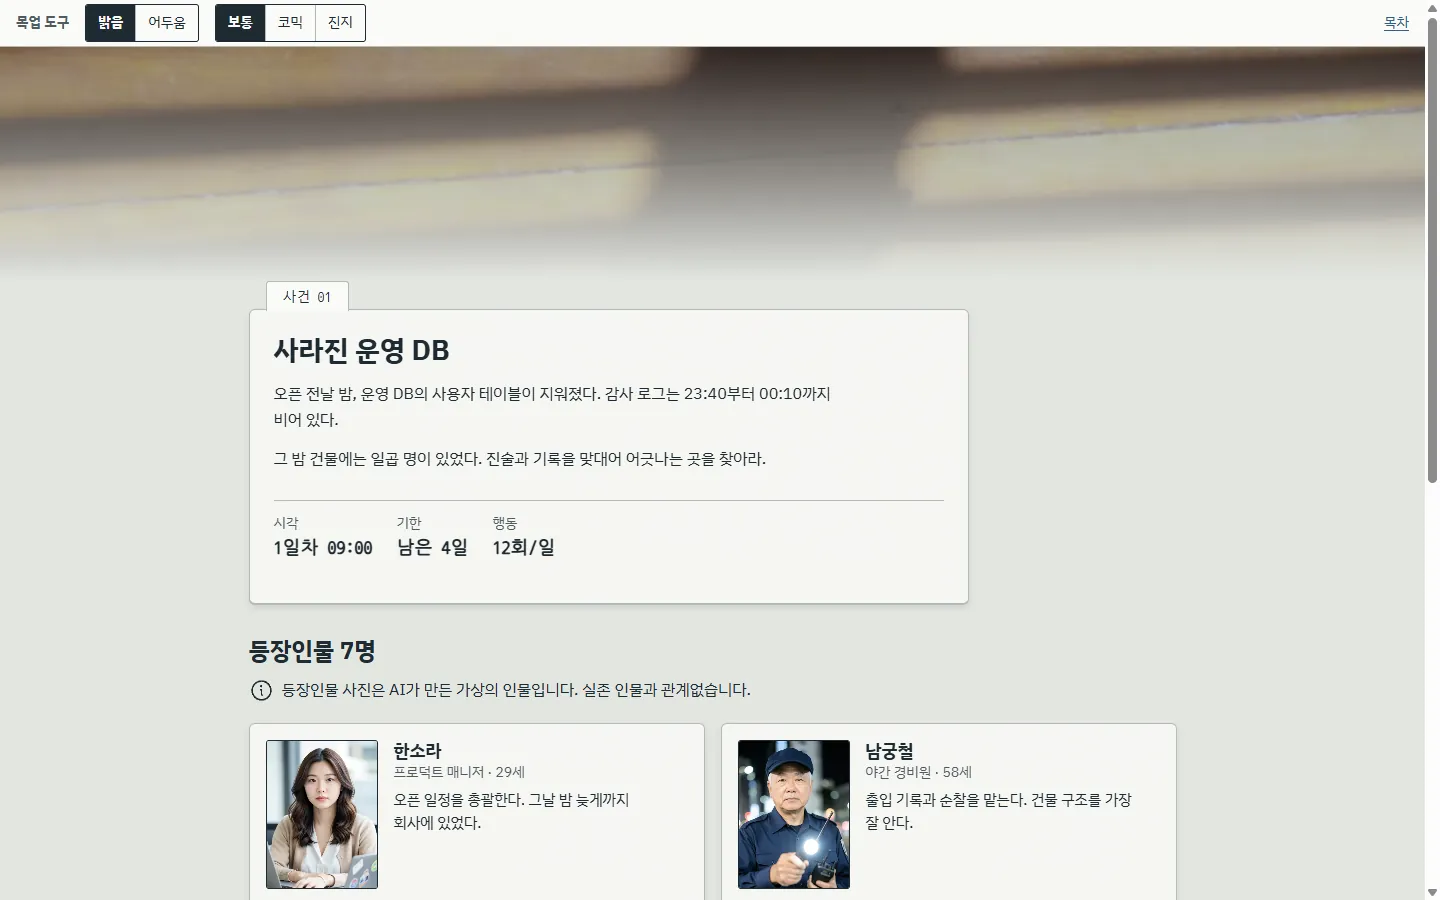 목업 도구
밝음
어두움
보통
코믹
진지
목차
사건 01
사라진 운영 DB
오픈 전날 밤, 운영 DB의 사용자 테이블이 지워졌다. 감사 로그는 23:40부터 00:10까지
비어 있다.
그 밤 건물에는 일곱 명이 있었다. 진술과 기록을 맞대어 어긋나는 곳을 찾아라.
시각
1일차 09:00
기한
남은 4일
행동
12회/일
등장인물 7명
등장인물 사진은 AI가 만든 가상의 인물입니다. 실존 인물과 관계없습니다.
한소라
프로덕트 매니저 · 29세
오픈 일정을 총괄한다. 그날 밤 늦게까지
회사에 있었다.
남궁철
야간 경비원 · 58세
출입 기록과 순찰을 맡는다. 건물 구조를 가장
잘 안다.